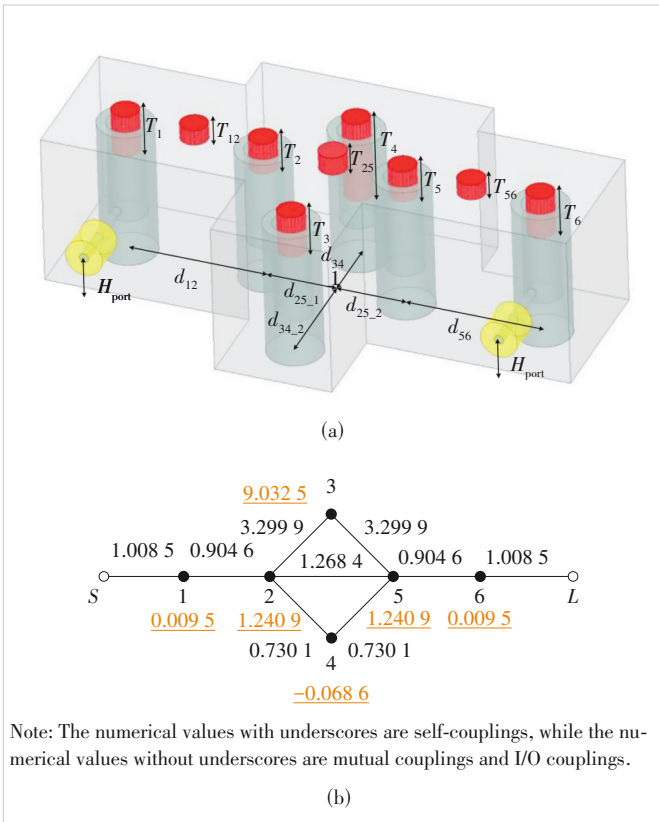 T1
T12
T2
T25
T4
T5
T56
T6
T3
d34
1
Hport
d12
d25_1
d25_2
d34_2
d56
Hport
(a)
9.032 5
3
3.299 9
3.299 9
1.008 5
0.904 6
1.268 4
0.904 6
1.008 5
S
1
2
5
6
L
0.009 5
1.240 9
1.240 9
0.009 5
0.730 1
0.730 1
4
−0.068 6
Note: The numerical values with underscores are self-couplings, while the nu-
merical values without underscores are mutual couplings and I/O couplings.
(b)